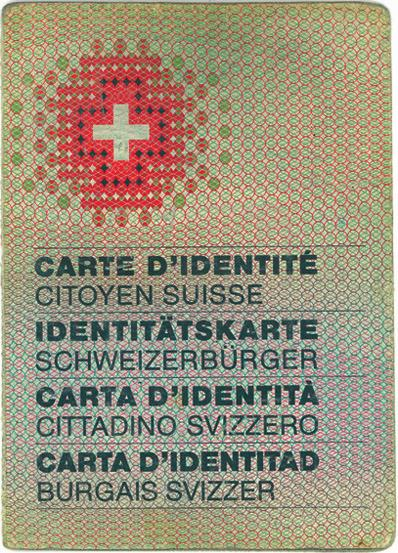 CARTE D'IDENTITÉ
CITOYEN SUISSE
IDENTITÄTSKARTE
SCHWEIZERBÜRGER
CARTA D'IDENTITÀ
CITTADINO SVIZZERO
CARTA D'IDENTITAD
BURGAIS SVIZZER